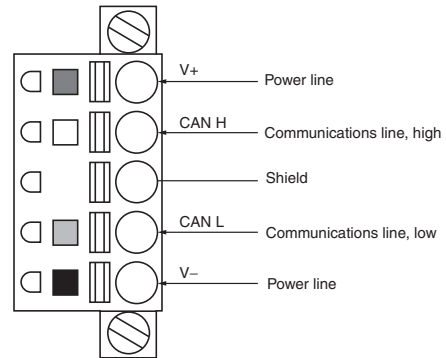 V+ Power line
CAN H Communications line, high
Shield
CAN L Communications line, low
V– Power line